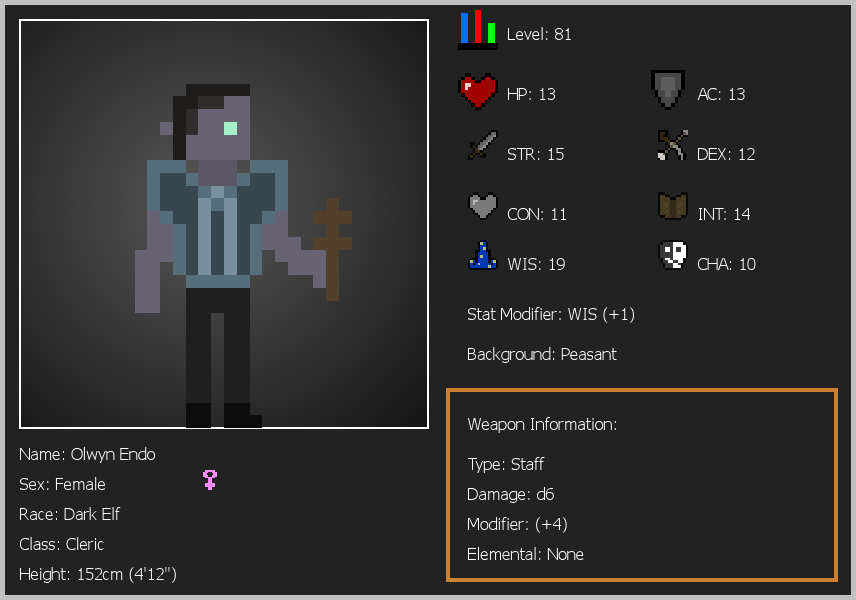 Level: 81
HP: 13
AC: 13
STR: 15
DEX: 12
CON: 11
INT: 14
WIS: 19
CHA: 10
Stat Modifier: WIS (+1)
Background: Peasant
Weapon Information:
Type: Staff
Damage: d6
Modifier: (+4)
Elemental: None
Name: Olwyn Endo
Sex: Female
Race: Dark Elf
Class: Cleric
Height: 152cm (4'12")